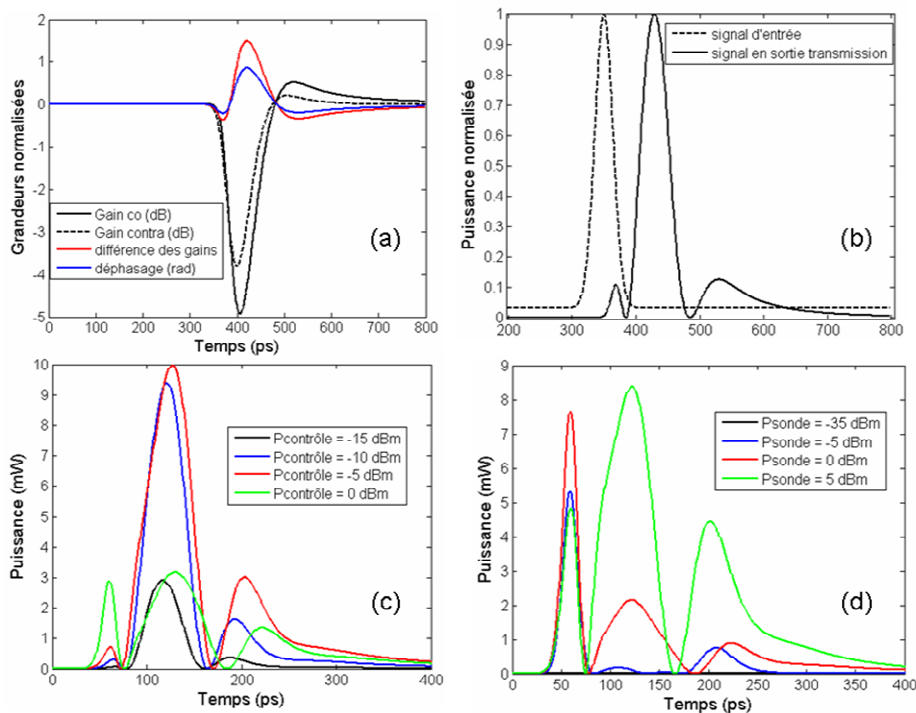 2
1
0
-1
-2
-3
-4
-5
Grandeurs normalisées
Gain co (dB)
Gain contra (dB)
différence des gains
déphasage (rad)
(a)
0 100 200 300 400 500 600 700 800
Temps (ps)
1
0.9
0.8
0.7
0.6
0.5
0.4
0.3
0.2
0.1
0
Puissance normalisée
signal d'entrée
signal en sortie transmission
(b)
200 300 400 500 600 700 800
Temps (ps)
10
9
8
7
6
5
4
3
2
1
0
Puissance (mW)
Pcontrôle = -15 dBm
Pcontrôle = -10 dBm
Pcontrôle = -5 dBm
Pcontrôle = 0 dBm
(c)
0 100 200 300 400
Temps (ps)
9
8
7
6
5
4
3
2
1
0
Puissance (mW)
Psonde = -35 dBm
Psonde = -5 dBm
Psonde = 0 dBm
Psonde = 5 dBm
(d)
0 50 100 150 200 250 300 350 400
Temps (ps)